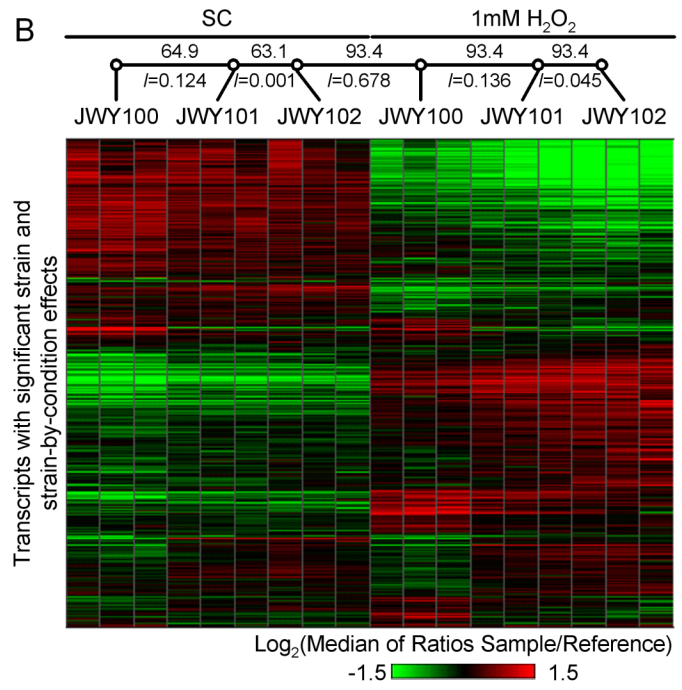 B
SC 1mM H₂O₂
64.9 63.1 93.4 93.4 93.4
I=0.124 I=0.001 I=0.678 I=0.136 I=0.045
JWY100 JWY101 JWY102 JWY100 JWY101 JWY102
Transcripts with significant strain and
strain-by-condition effects
Log₂(Median of Ratios Sample/Reference)
-1.5 1.5